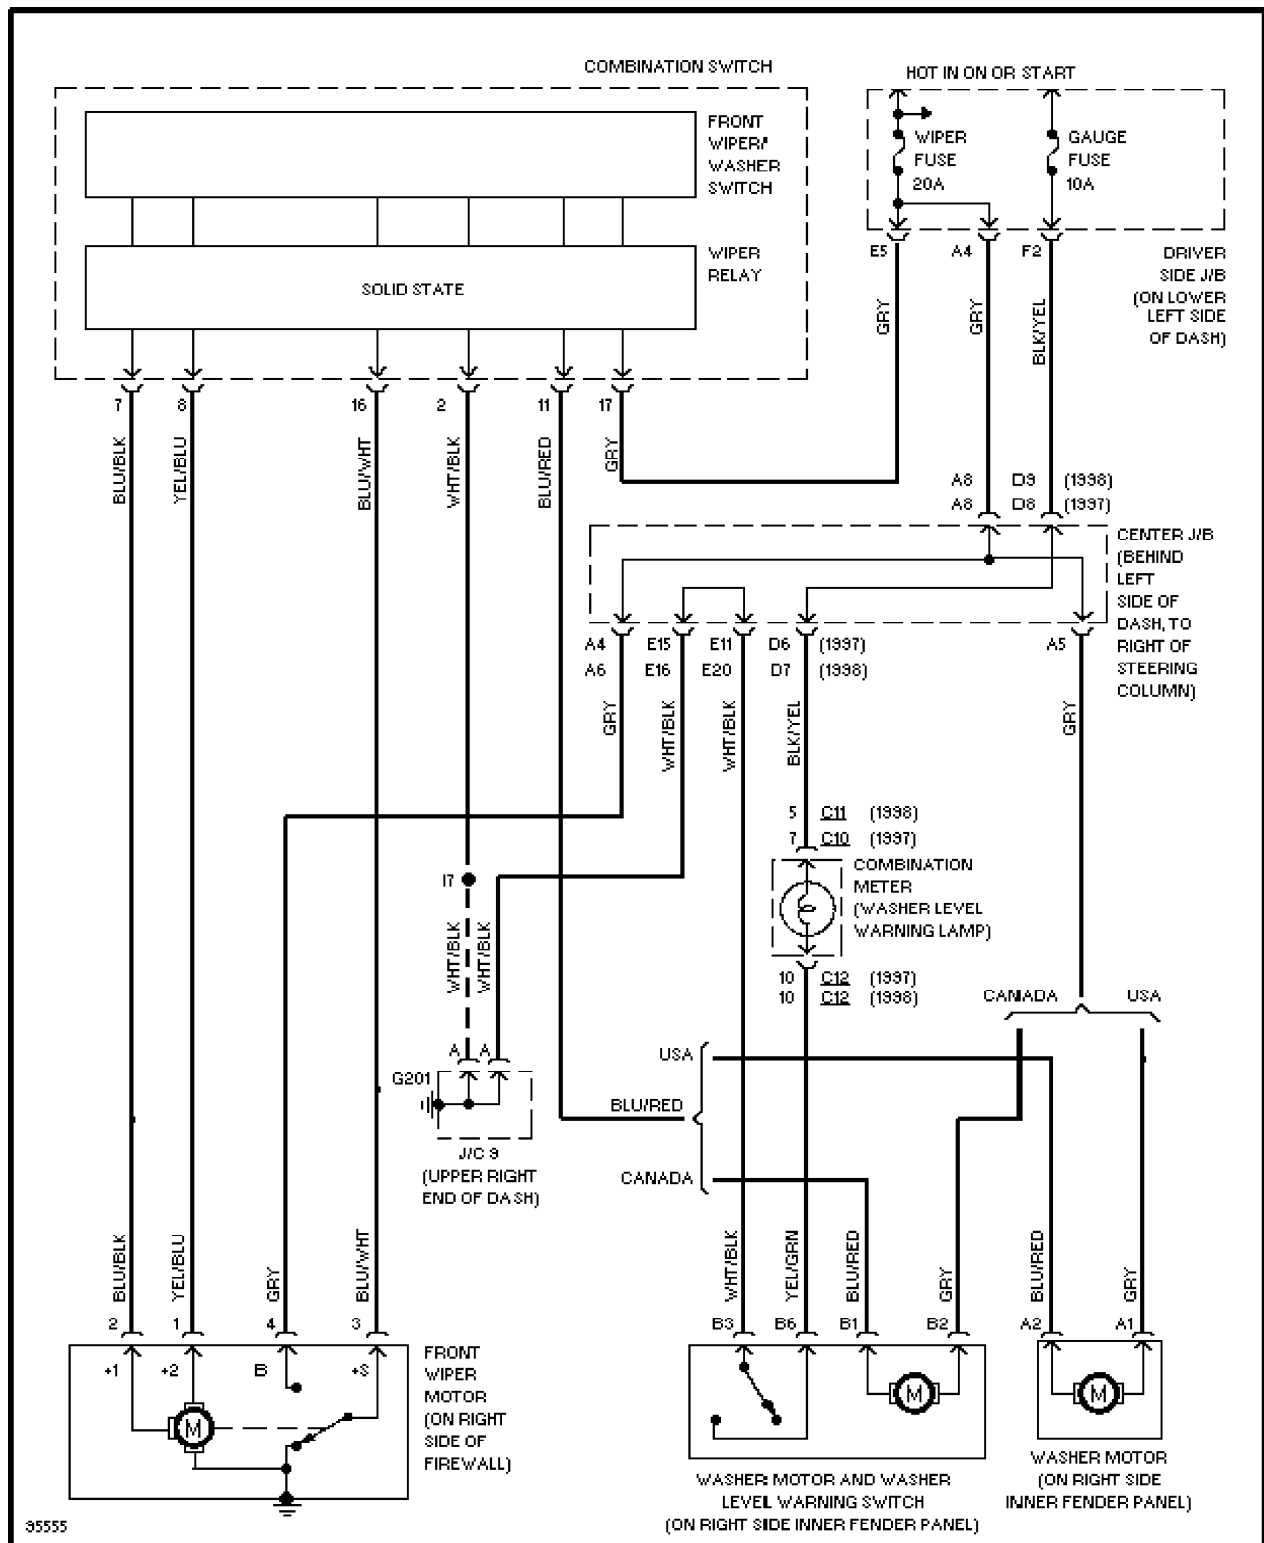 COMBINATION SWITCH
HOT IN ON OR START
FRONT
WIPER/
WASHER
SWITCH
WIPER
FUSE
20A
GAUGE
FUSE
10A
WIPER
RELAY
SOLID STATE
E5
A4
F2
DRIVER
SIDE J/B
(ON LOWER
LEFT SIDE
OF DASH)
GRY
GRY
BLK/YEL
7
8
16
2
11
17
BLU/BLK
YEL/BLU
BLU/WHT
WHT/BLK
BLU/RED
GRY
A8 D9 (1998)
A8 D8 (1997)
CENTER J/B
(BEHIND
LEFT
SIDE OF
DASH, TO
RIGHT OF
STEERING
COLUMN)
A4 E15 E11 D6 (1997)
A5
A6 E16 E20 D7 (1998)
GRY
WHT/BLK
WHT/BLK
BLK/YEL
GRY
5 C11 (1998)
7 C10 (1997)
COMBINATION
METER
(WASHER LEVEL
WARNING LAMP)
I7
WHT/BLK
WHT/BLK
10 C12 (1997)
10 C12 (1998)
CANADA
USA
A
A
G201
USA
BLU/RED
J/C 9
(UPPER RIGHT
END OF DASH)
CANADA
BLU/BLK
YEL/BLU
GRY
BLU/WHT
WHT/BLK
YEL/GRN
BLU/RED
GRY
BLU/RED
GRY
2
1
4
3
B3
B6
B1
B2
A2
A1
+1
+2
B
+S
M
FRONT
WIPER
MOTOR
(ON RIGHT
SIDE OF
FIREWALL)
M
M
WASHER MOTOR AND WASHER
LEVEL WARNING SWITCH
(ON RIGHT SIDE INNER FENDER PANEL)
WASHER MOTOR
(ON RIGHT SIDE
INNER FENDER PANEL)
95555